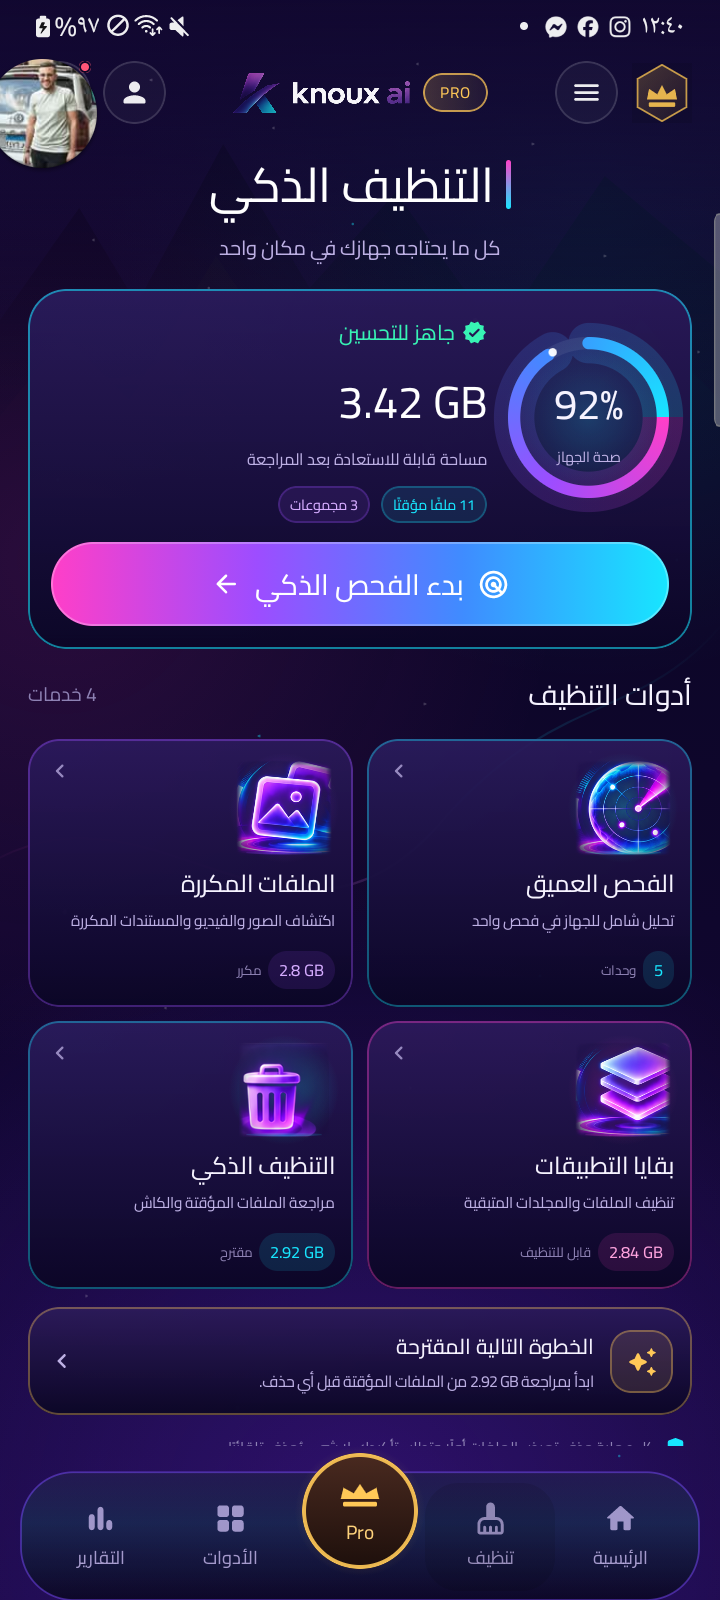 ١٢:٤٠
%٩٧
knoux ai PRO
التنظيف الذكي
كل ما يحتاجه جهازك في مكان واحد
جاهز للتحسين
3.42 GB
مساحة قابلة للاستعادة بعد المراجعة
11 ملفًا مؤقتًا
3 مجموعات
92%
صحة الجهاز
بدء الفحص الذكي
أدوات التنظيف
4 خدمات
الفحص العميق
تحليل شامل للجهاز في فحص واحد
5 وحدات
الملفات المكررة
اكتشاف الصور والفيديو والمستندات المكررة
2.8 GB مكرر
بقايا التطبيقات
تنظيف الملفات والمجلدات المتبقية
2.84 GB قابل للتنظيف
التنظيف الذكي
مراجعة الملفات المؤقتة والكاش
2.92 GB مقترح
الخطوة التالية المقترحة
ابدأ بمراجعة 2.92 GB من الملفات المؤقتة قبل أي حذف.
الرئيسية
تنظيف
Pro
الأدوات
التقارير